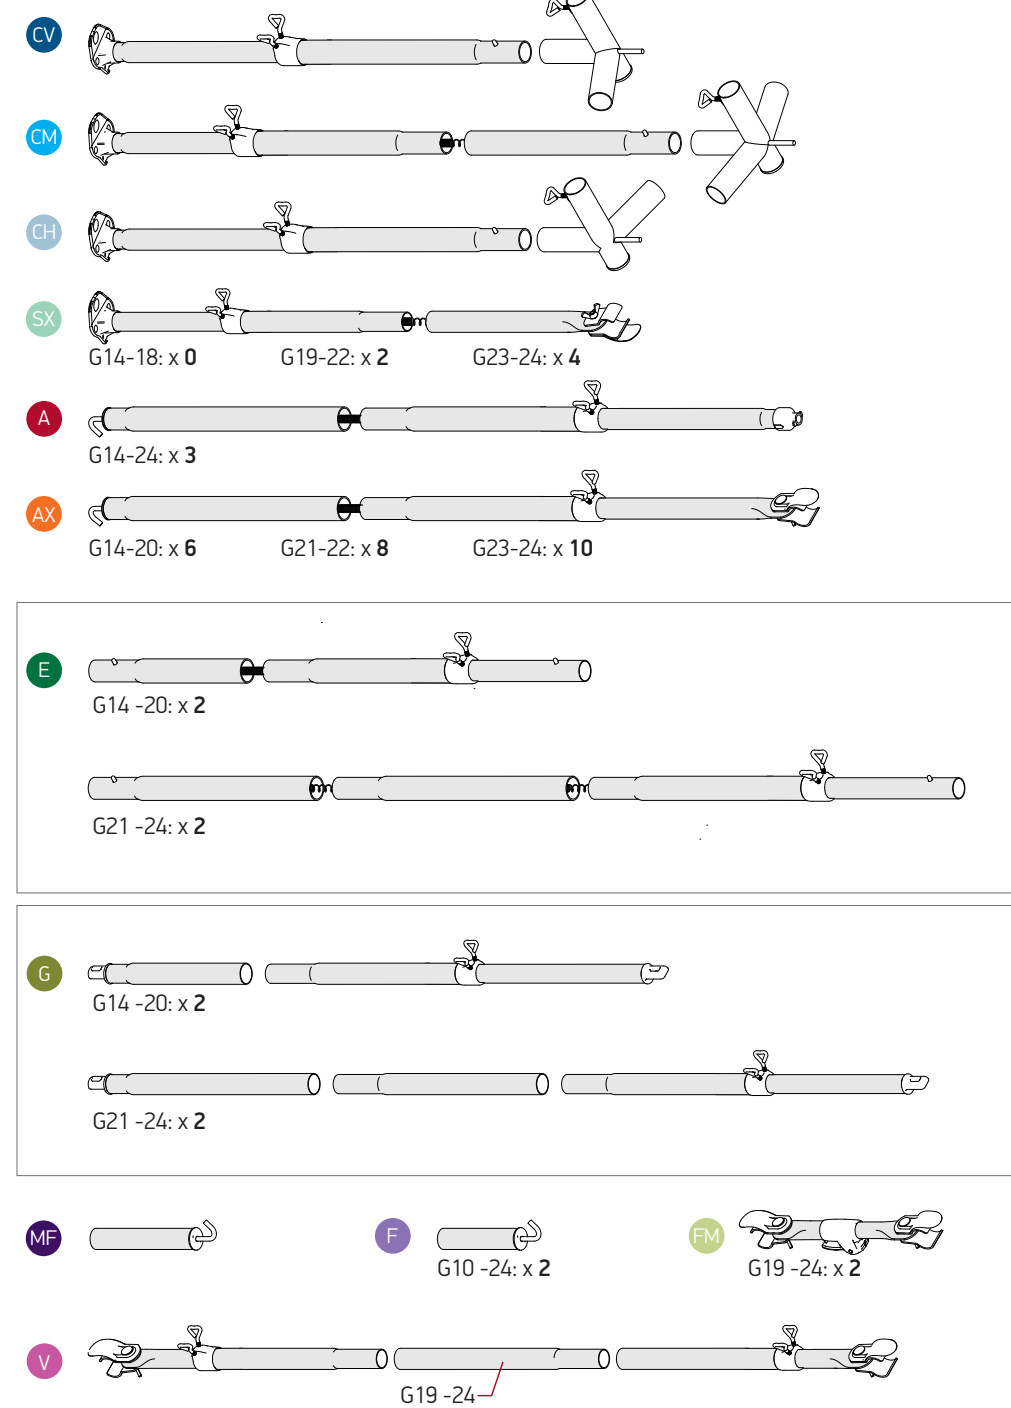 CV
CM
CH
SX
G14-18: x 0 G19-22: x 2 G23-24: x 4
A
G14-24: x 3
AX
G14-20: x 6 G21-22: x 8 G23-24: x 10
E
G14 -20: x 2
G21 -24: x 2
G
G14 -20: x 2
G21 -24: x 2
MF F FM
G10 -24: x 2 G19 -24: x 2
V
G19 -24